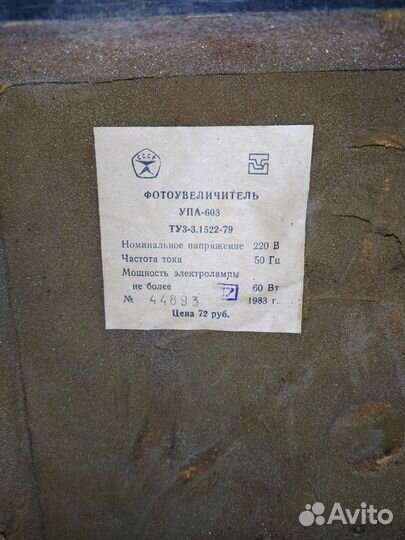 СССР
ФОТОУВЕЛИЧИТЕЛЬ
УПА-603
ТУ3-3.1522-79
Номинальное напряжение 220 В
Частота тока 50 Гц
Мощность электролампы
не более 60 Вт
№ 44893 1983 г.
Цена 72 руб.
Avito